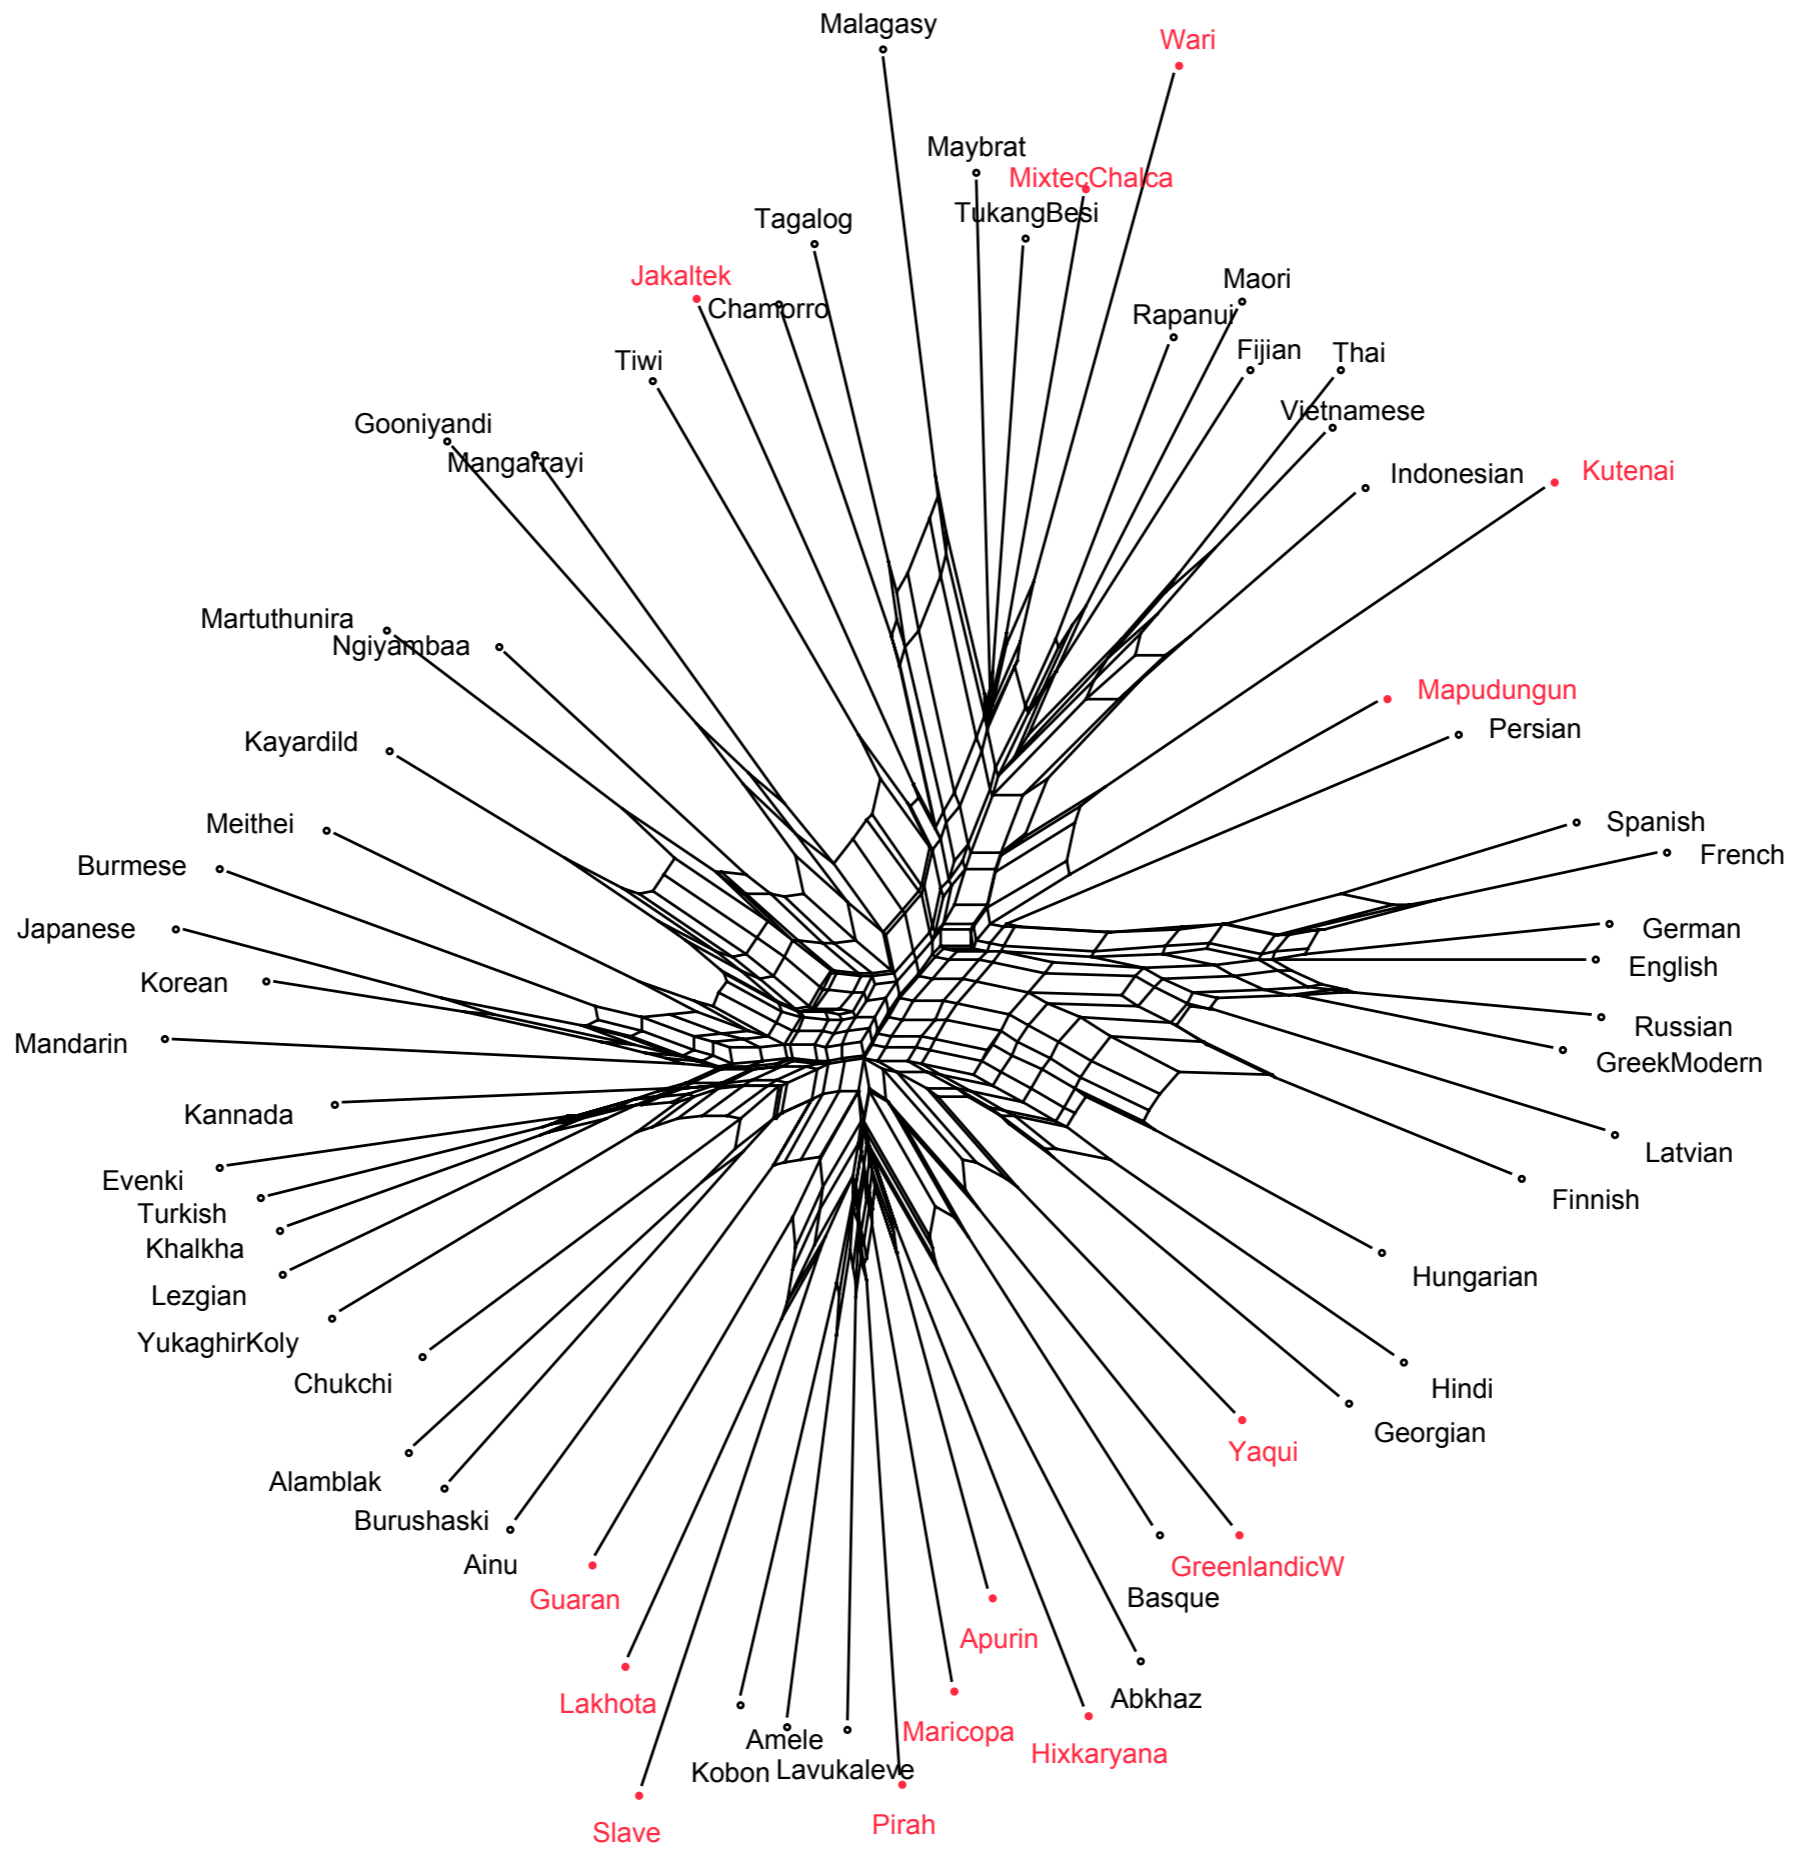 Malagasy
Wari
Maybrat
MixtecChalca
Tagalog
TukangBesi
Jakaltek
Chamorro
Maori
Rapanui
Fijian
Thai
Tiwi
Vietnamese
Gooniyandi
Mangarrayi
Indonesian
Kutenai
Martuthunira
Ngiyambaa
Mapudungun
Persian
Kayardild
Meithei
Spanish
French
Burmese
Japanese
German
English
Korean
Russian
Mandarin
GreekModern
Kannada
Latvian
Evenki
Finnish
Turkish
Khalkha
Hungarian
Lezgian
YukaghirKoly
Chukchi
Hindi
Georgian
Yaqui
Alamblak
Burushaski
Ainu
GreenlandicW
Guaran
Basque
Apurin
Lakhota
Abkhaz
Maricopa
Amele
Hixkaryana
Kobon
Lavukaleve
Pirah
Slave